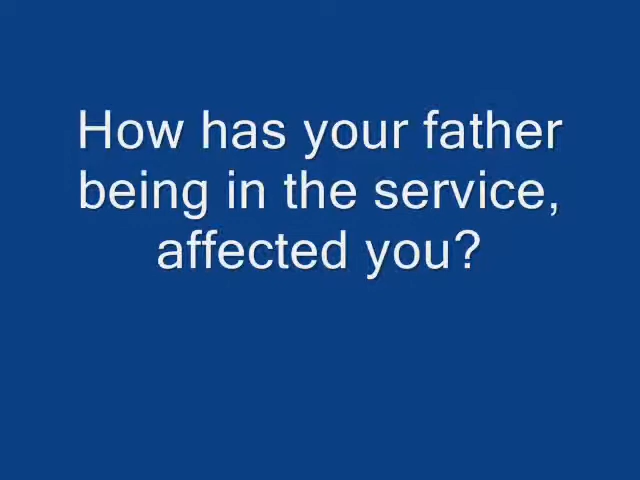 How has your father
being in the service,
affected you?